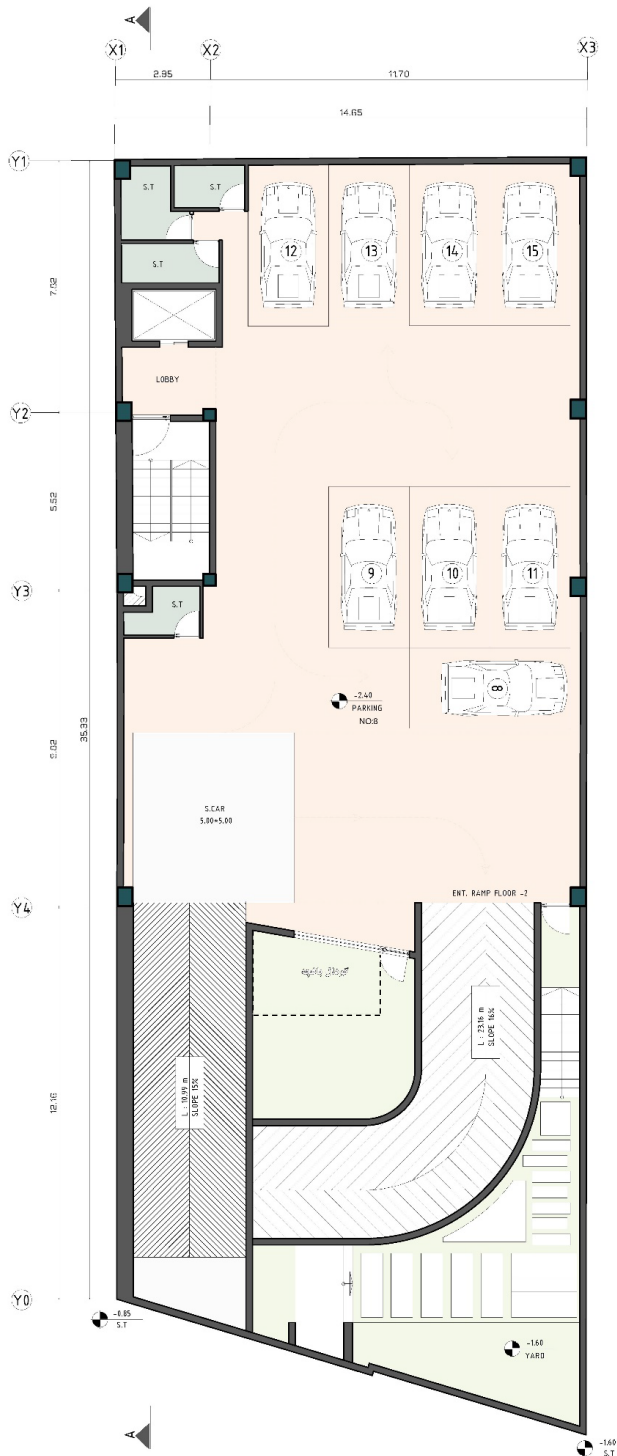 A
X1
X2
X3
2.95
11.70
14.65
Y1
S.T
S.T
S.T
12
13
14
15
7.02
LOBBY
Y2
5.52
9
10
11
Y3
S.T
8
-2.40
PARKING
NO:8
35.33
S.CAR
5.00*5.00
ENT. RAMP FLOOR -2
Y4
L : 23.16 m
SLOPE 16%
L : 10.99 m
SLOPE 15%
12.16
Y0
-0.85
S.T
-1.60
YARD
A
-1.60
S.T